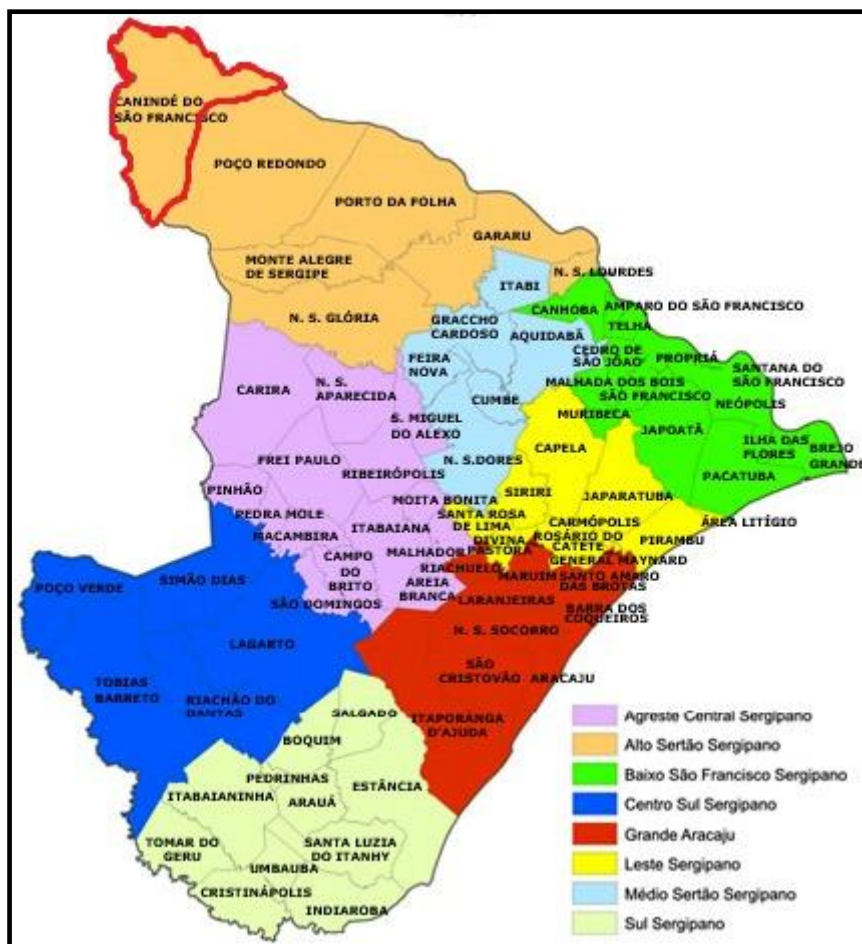 CANINDÉ DO
SÃO FRANCISCO
POÇO REDONDO
PORTO DA FOLHA
GARARU
MONTE ALEGRE
DE SERGIPE
N. S. LOURDES
ITABI
N. S. GLÓRIA
CANHOBA
AMPARO DO SÃO FRANCISCO
GRACCHO
CARDOSO
TELHA
AQUIDABÃ
CEDRO DE
SÃO JOÃO
PROPRIÁ
FEIRA
NOVA
SANTANA DO
SÃO FRANCISCO
CARIRA
N. S.
APARECIDA
MALHADA DOS BOIS
CUMBE
SÃO FRANCISCO
NEÓPOLIS
MURIBECA
S. MIGUEL
DO ALEXO
JAPOATÃ
ILHA DAS
FLORES
BREJO
GRANDE
CAPELA
FREI PAULO
RIBEIRÓPOLIS
N. S.DORES
PACATUBA
PINHÃO
SIRIRI
JAPARATUBA
MOITA BONITA
PEDRA MOLE
SANTA ROSA
DE LIMA
ÁREA LITÍGIO
ITABAIANA
CARMÓPOLIS
MACAMBIRA
DIVINA
PASTORA
ROSÁRIO DO
CATETE
PIRAMBU
CAMPO
DO
BRITO
MALHADOR
GENERAL MAYNARD
RIACHUELO
MARUIM
SANTO AMARO
DAS BROTAS
AREIA
BRANCA
SIMÃO DIAS
POÇO VERDE
SÃO DOMINGOS
LARANJEIRAS
BARRA DOS
COQUEIROS
N. S. SOCORRO
LAGARTO
SÃO
CRISTOVÃO
ARACAJU
TOBIAS
BARRETO
RIACHÃO DO
DANTAS
SALGADO
ITAPORANGA
D'AJUDA
BOQUIM
PEDRINHAS
ESTÂNCIA
ITABAIANINHA
ARAUÁ
TOMAR DO
GERU
SANTA LUZIA
DO ITANHY
UMBAUBA
CRISTINÁPOLIS
INDIAROBA
Agreste Central Sergipano
Alto Sertão Sergipano
Baixo São Francisco Sergipano
Centro Sul Sergipano
Grande Aracaju
Leste Sergipano
Médio Sertão Sergipano
Sul Sergipano